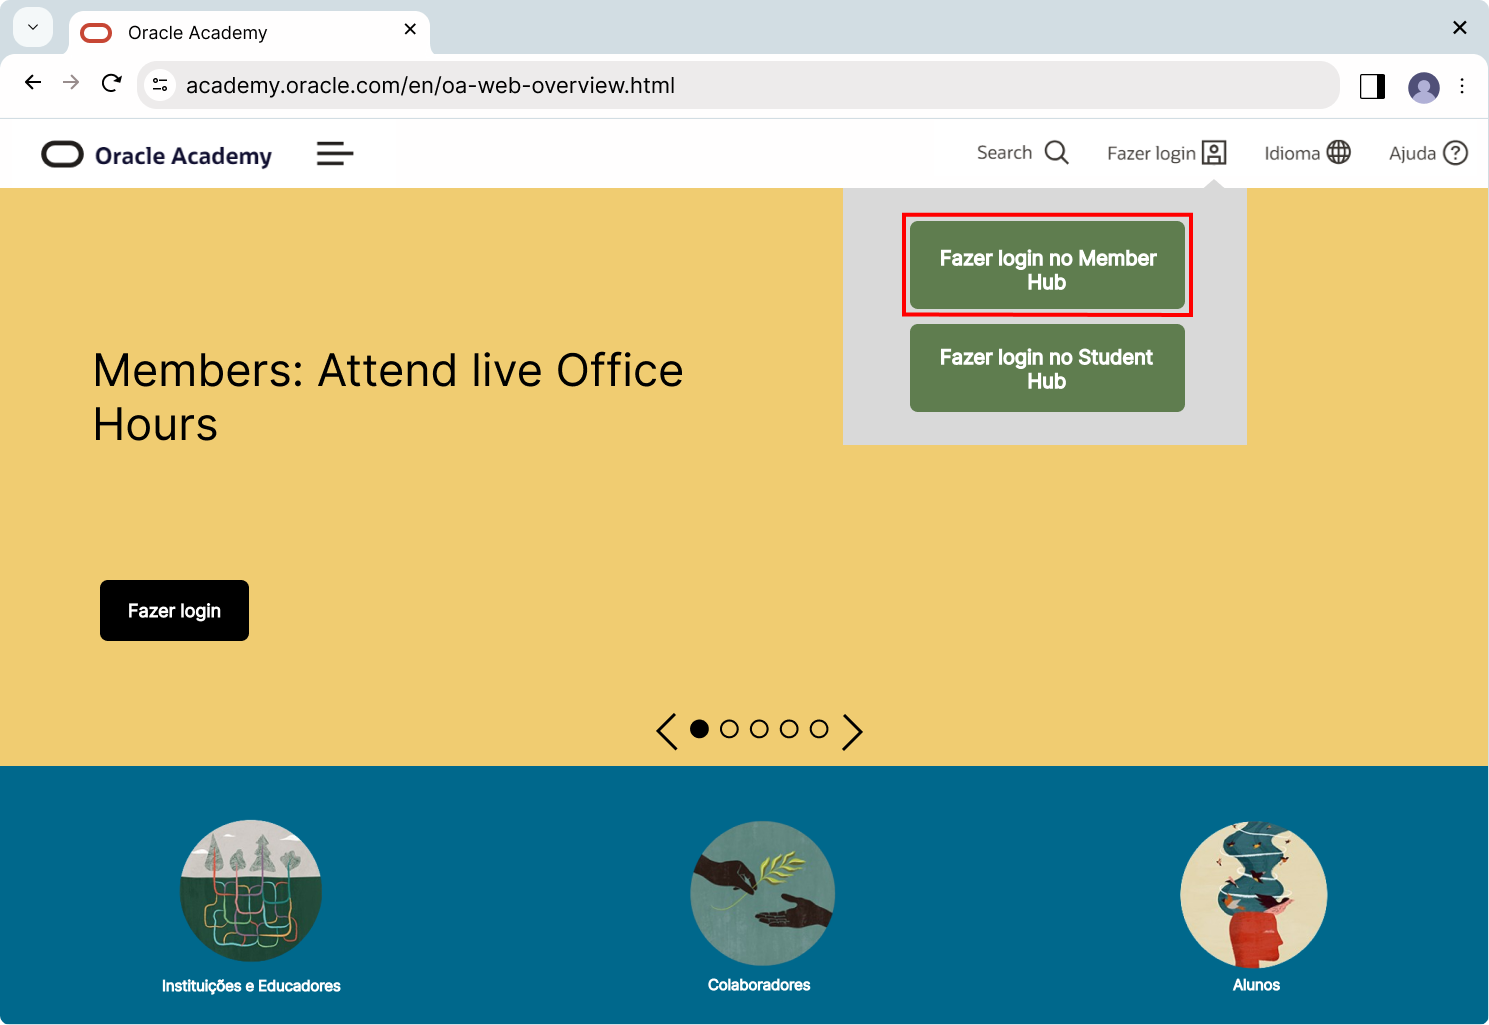 Oracle Academy
academy.oracle.com/en/oa-web-overview.html
Oracle Academy
Search
Fazer login
Idioma
Ajuda
Fazer login no Member
Hub
Fazer login no Student
Hub
Members: Attend live Office
Hours
Fazer login
Instituições e Educadores
Colaboradores
Alunos